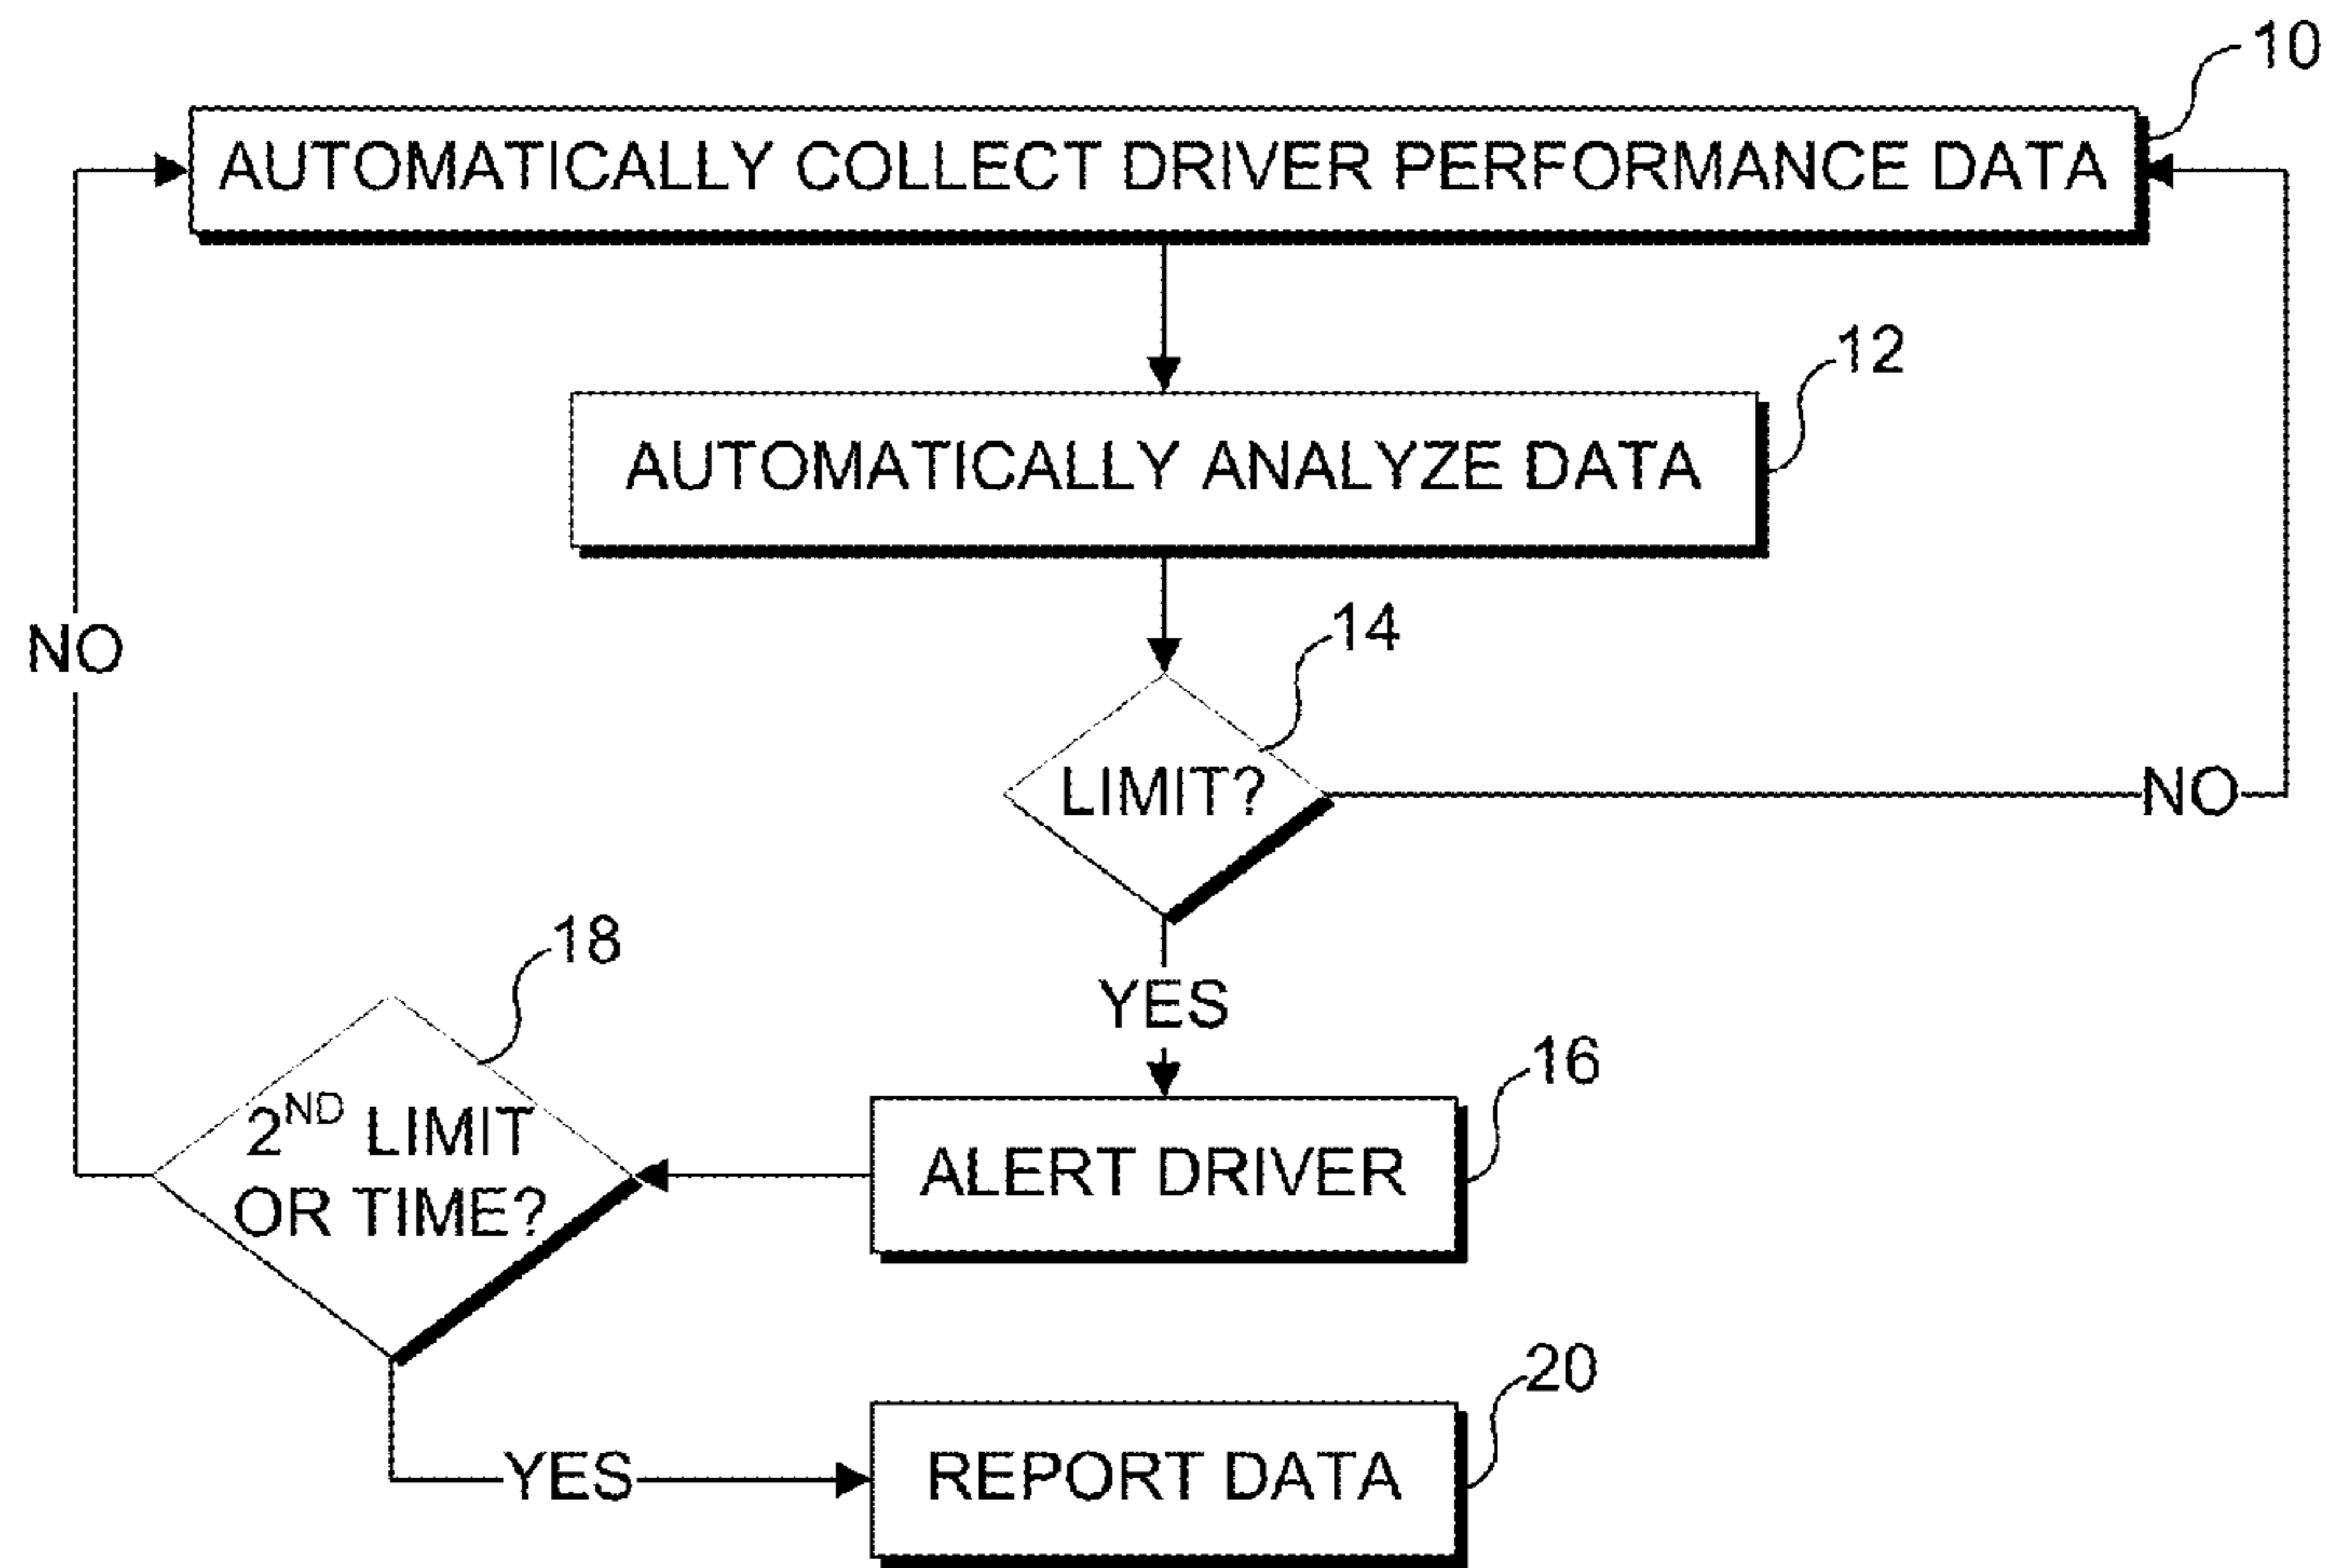 10
AUTOMATICALLY COLLECT DRIVER PERFORMANCE DATA
12
AUTOMATICALLY ANALYZE DATA
NO
14
LIMIT?
NO
18
YES
2ND LIMIT
OR TIME?
16
ALERT DRIVER
20
YES
REPORT DATA